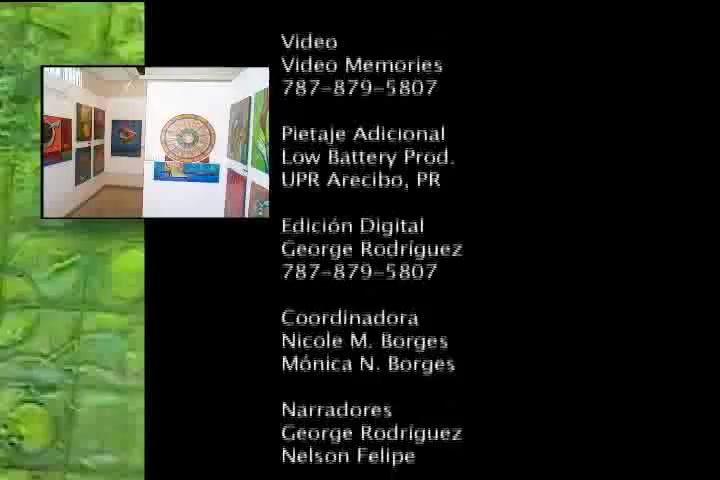 Video
Video Memories
787-879-5807
Pietaje Adicional
Low Battery Prod.
UPR Arecibo, PR
Edición Digital
George Rodríguez
787-879-5807
Coordinadora
Nicole M. Borges
Mónica N. Borges
Narradores
George Rodríguez
Nelson Felipe